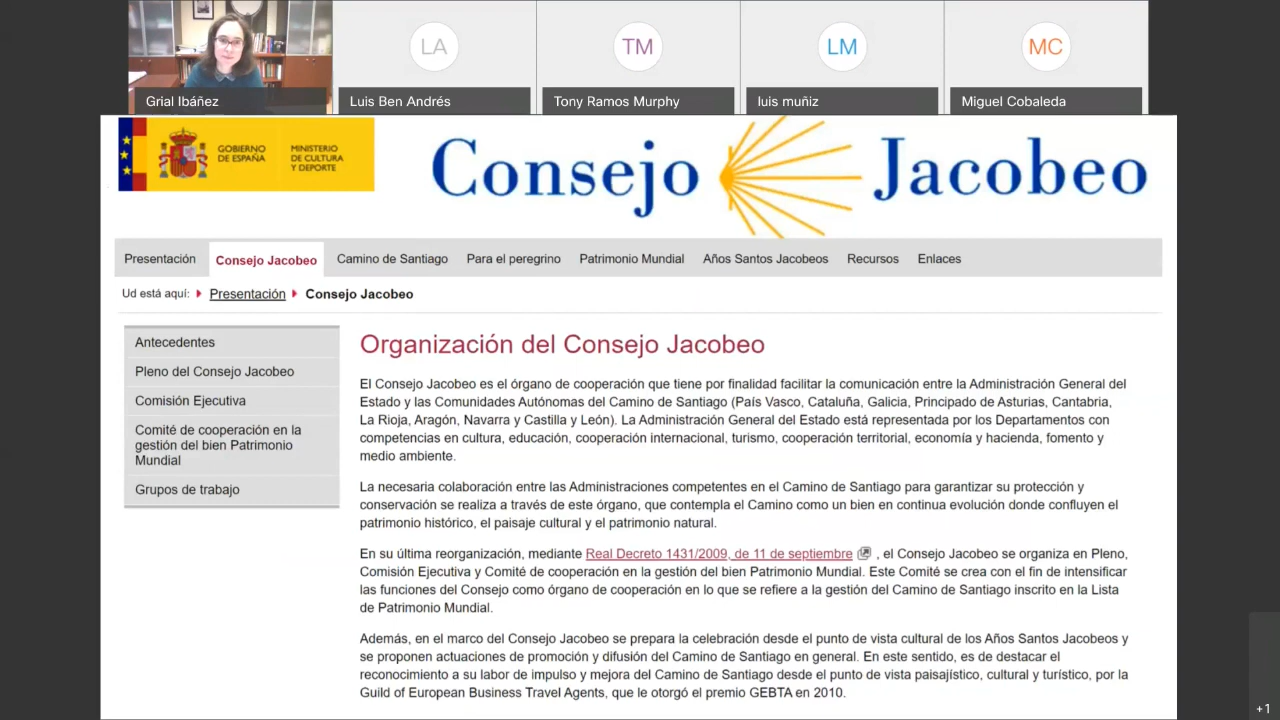 LA
TM
LM
MC
Grial Ibáñez
Luis Ben Andrés
Tony Ramos Murphy
luis muñiz
Miguel Cobaleda
GOBIERNO
DE ESPAÑA
MINISTERIO
DE CULTURA
Y DEPORTE
Consejo Jacobeo
Presentación Consejo Jacobeo Camino de Santiago Para el peregrino Patrimonio Mundial Años Santos Jacobeos Recursos Enlaces
Ud está aquí: Presentación Consejo Jacobeo
Antecedentes
Pleno del Consejo Jacobeo
Comisión Ejecutiva
Comité de cooperación en la
gestión del bien Patrimonio
Mundial
Grupos de trabajo
Organización del Consejo Jacobeo
El Consejo Jacobeo es el órgano de cooperación que tiene por finalidad facilitar la comunicación entre la Administración General del
Estado y las Comunidades Autónomas del Camino de Santiago (País Vasco, Cataluña, Galicia, Principado de Asturias, Cantabria,
La Rioja, Aragón, Navarra y Castilla y León). La Administración General del Estado está representada por los Departamentos con
competencias en cultura, educación, cooperación internacional, turismo, cooperación territorial, economía y hacienda, fomento y
medio ambiente.
La necesaria colaboración entre las Administraciones competentes en el Camino de Santiago para garantizar su protección y
conservación se realiza a través de este órgano, que contempla el Camino como un bien en continua evolución donde confluyen el
patrimonio histórico, el paisaje cultural y el patrimonio natural.
En su última reorganización, mediante Real Decreto 1431/2009, de 11 de septiembre , el Consejo Jacobeo se organiza en Pleno,
Comisión Ejecutiva y Comité de cooperación en la gestión del bien Patrimonio Mundial. Este Comité se crea con el fin de intensificar
las funciones del Consejo como órgano de cooperación en lo que se refiere a la gestión del Camino de Santiago inscrito en la Lista
de Patrimonio Mundial.
Además, en el marco del Consejo Jacobeo se prepara la celebración desde el punto de vista cultural de los Años Santos Jacobeos y
se proponen actuaciones de promoción y difusión del Camino de Santiago en general. En este sentido, es de destacar el
reconocimiento a su labor de impulso y mejora del Camino de Santiago desde el punto de vista paisajístico, cultural y turístico, por la
Guild of European Business Travel Agents, que le otorgó el premio GEBTA en 2010.
+1